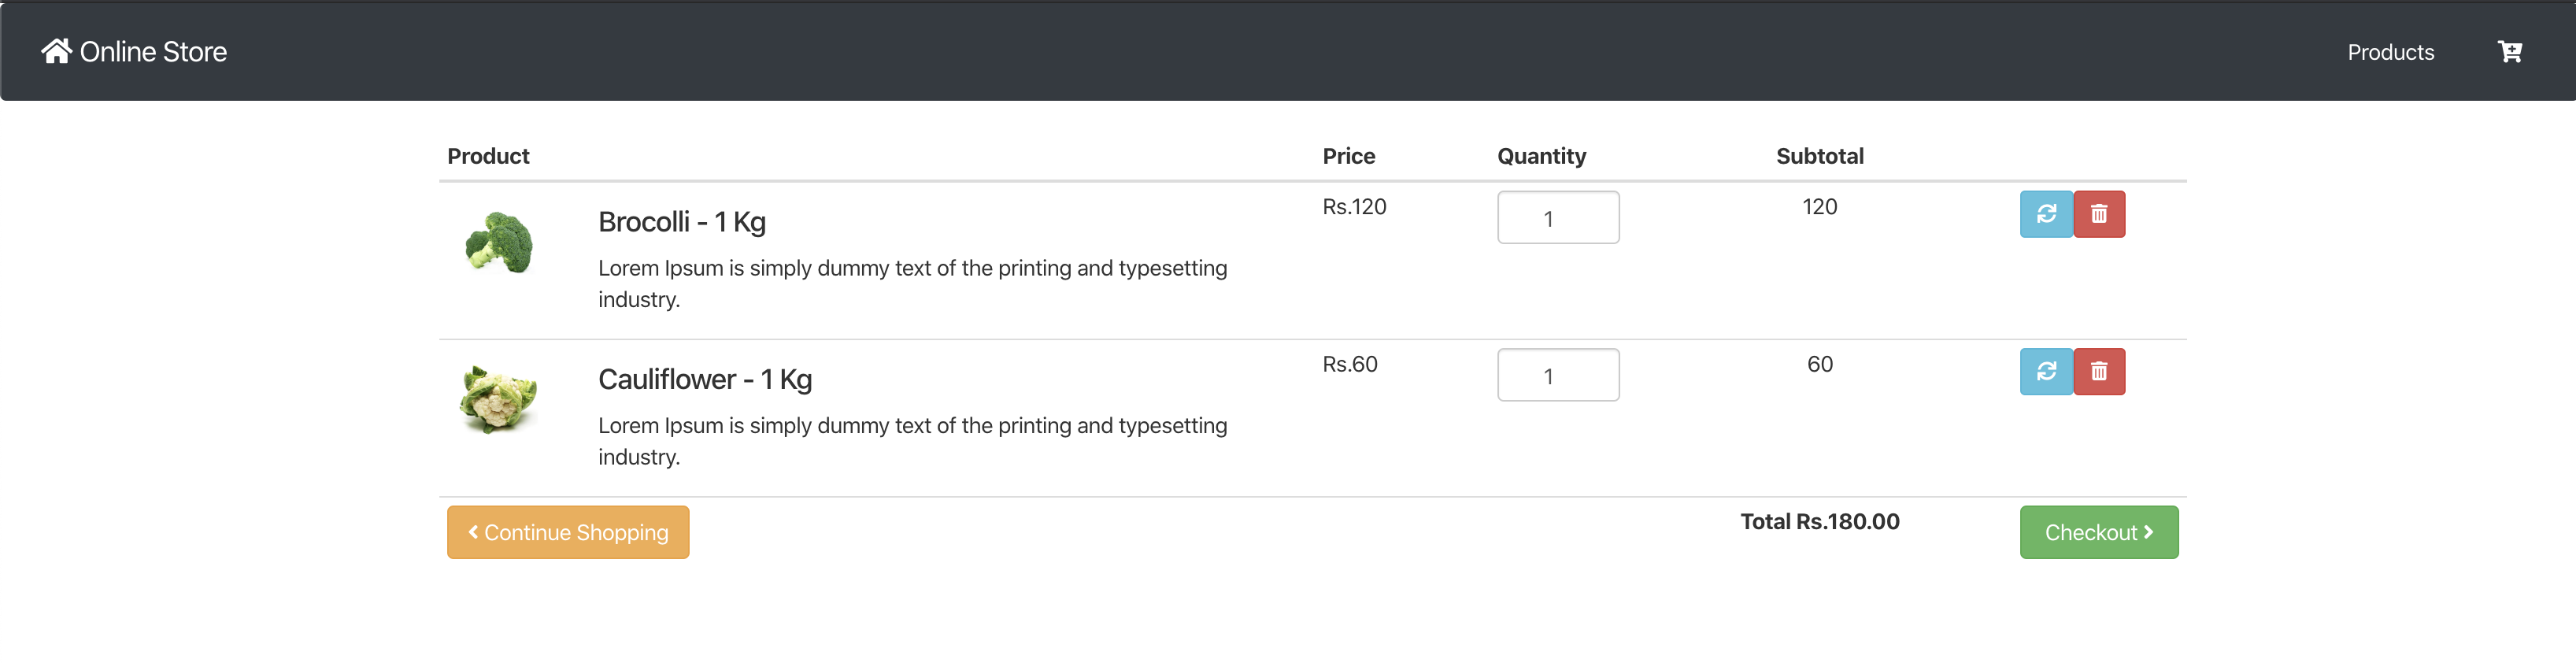 Online Store
Products
Product Price Quantity Subtotal
Brocolli - 1 Kg Rs.120 1 120
Lorem Ipsum is simply dummy text of the printing and typesetting
industry.
Cauliflower - 1 Kg Rs.60 1 60
Lorem Ipsum is simply dummy text of the printing and typesetting
industry.
Continue Shopping Total Rs.180.00 Checkout